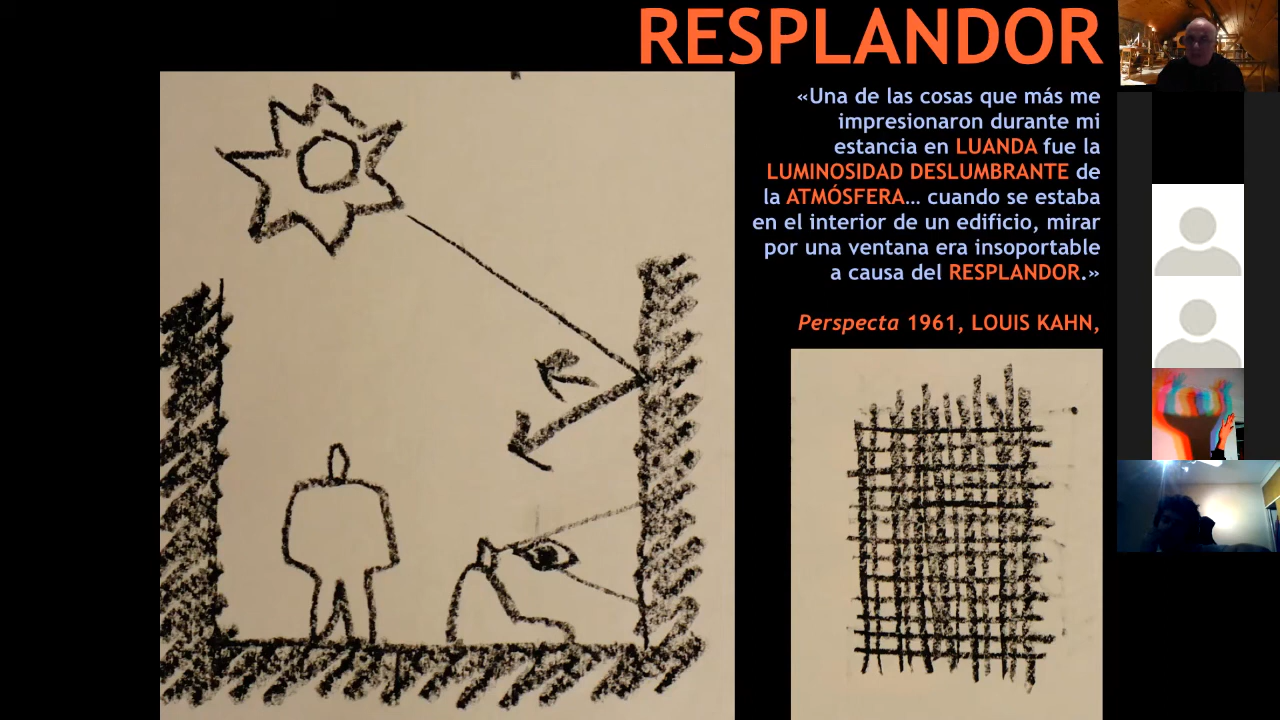 RESPLANDOR
«Una de las cosas que más me
impresionaron durante mi
estancia en LUANDA fue la
LUMINOSIDAD DESLUMBRANTE de
la ATMÓSFERA... cuando se estaba
en el interior de un edificio, mirar
por una ventana era insoportable
a causa del RESPLANDOR.»
Perspecta 1961, LOUIS KAHN,